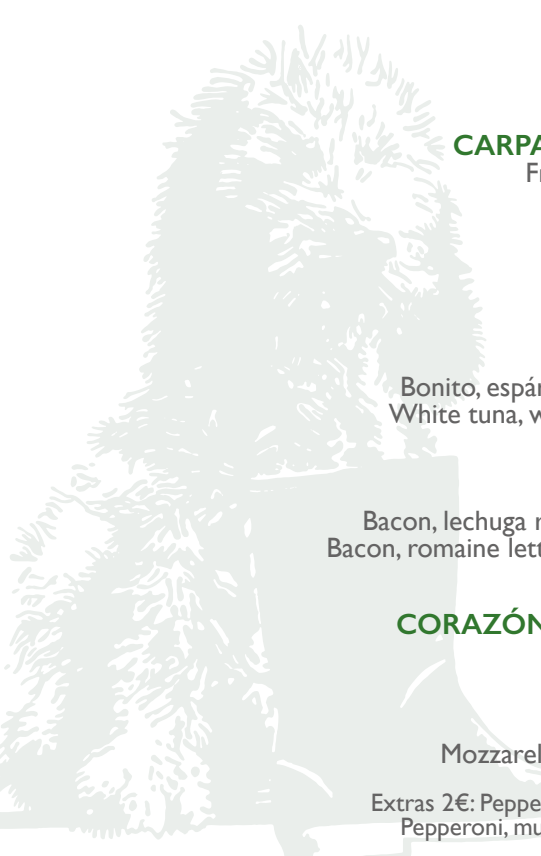 CARPA
Fr
Bonito, espár
White tuna, w
Bacon, lechuga r
Bacon, romaine lett
CORAZÓN
Mozzarel
Extras 2€: Peppe
Pepperoni, mu